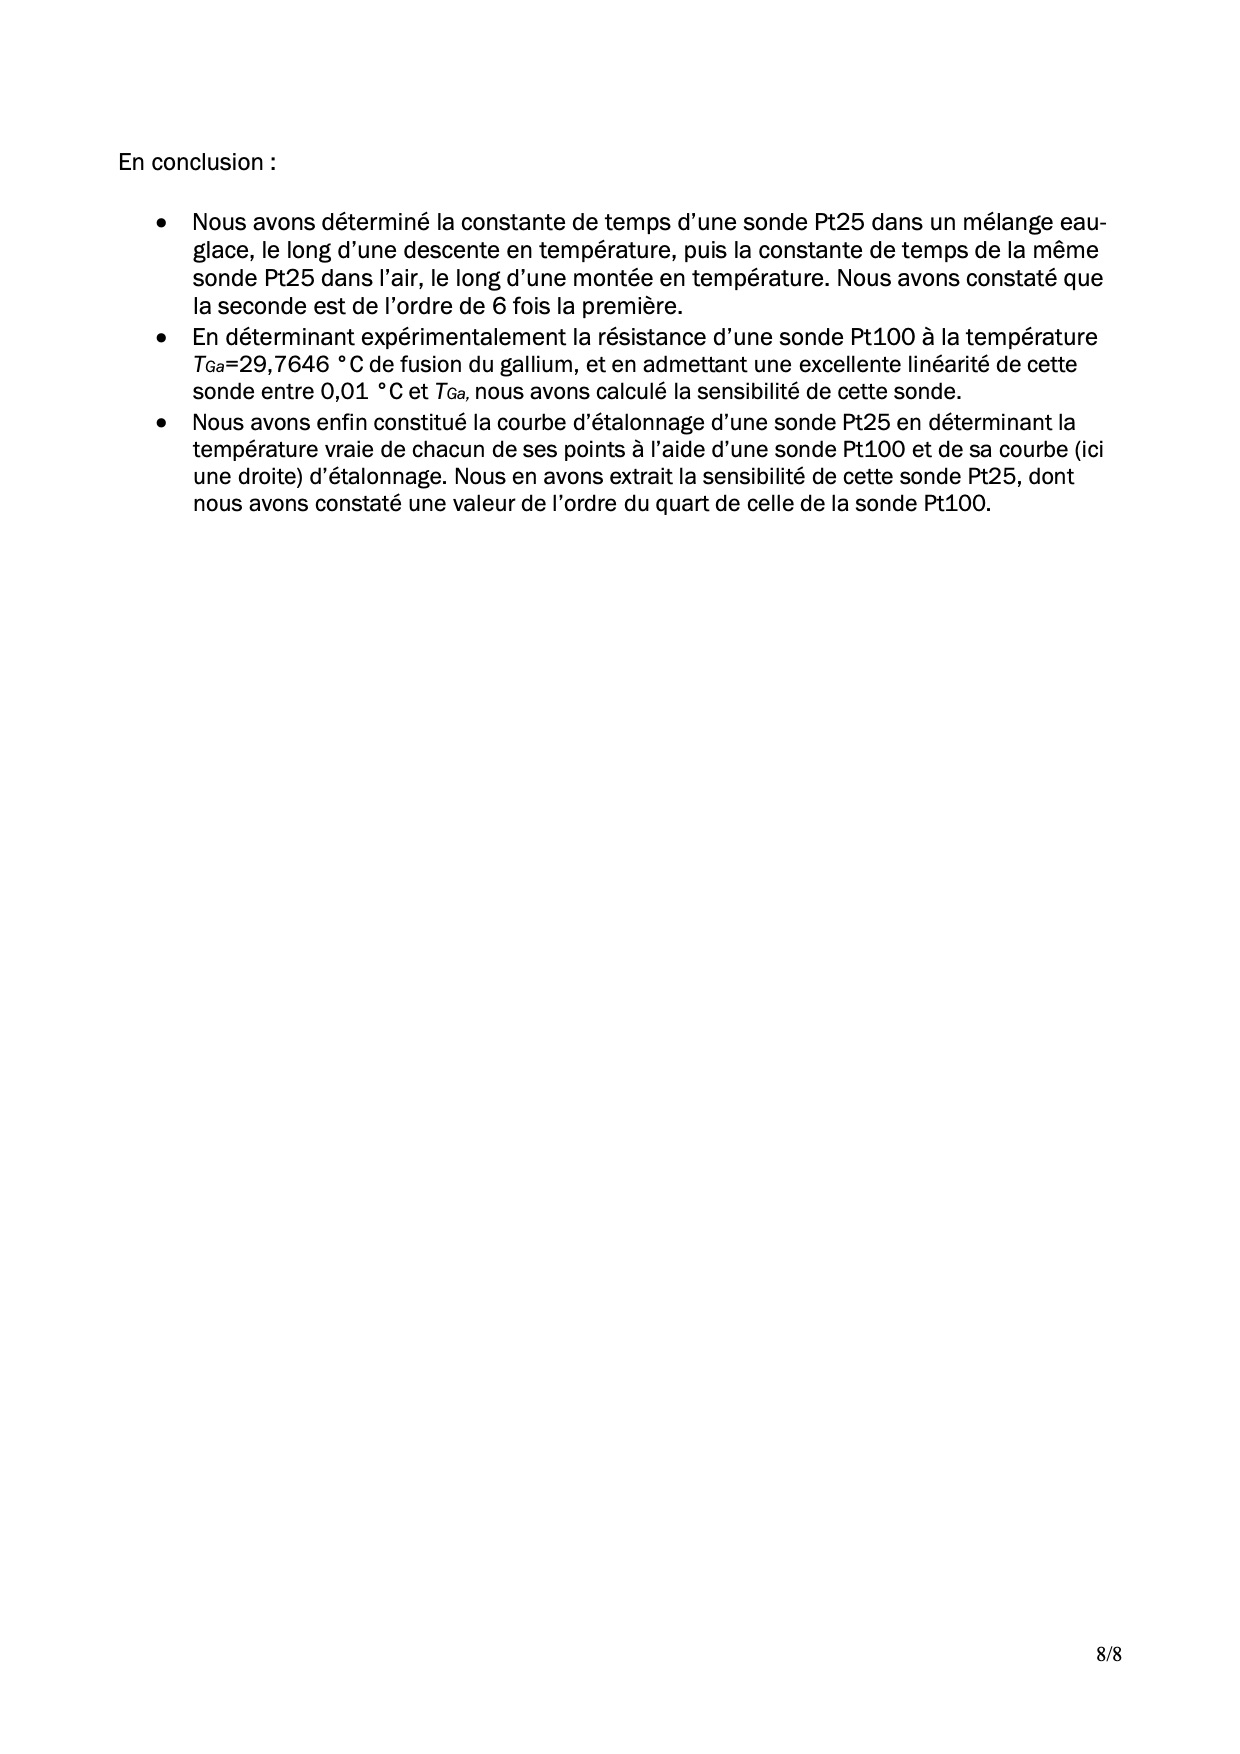 En conclusion :
• Nous avons déterminé la constante de temps d’une sonde Pt25 dans un mélange eau-
glace, le long d’une descente en température, puis la constante de temps de la même
sonde Pt25 dans l’air, le long d’une montée en température. Nous avons constaté que
la seconde est de l’ordre de 6 fois la première.
• En déterminant expérimentalement la résistance d’une sonde Pt100 à la température
TGa=29,7646 °C de fusion du gallium, et en admettant une excellente linéarité de cette
sonde entre 0,01 °C et TGa, nous avons calculé la sensibilité de cette sonde.
• Nous avons enfin constitué la courbe d’étalonnage d’une sonde Pt25 en déterminant la
température vraie de chacun de ses points à l’aide d’une sonde Pt100 et de sa courbe (ici
une droite) d’étalonnage. Nous en avons extrait la sensibilité de cette sonde Pt25, dont
nous avons constaté une valeur de l’ordre du quart de celle de la sonde Pt100.
8/8